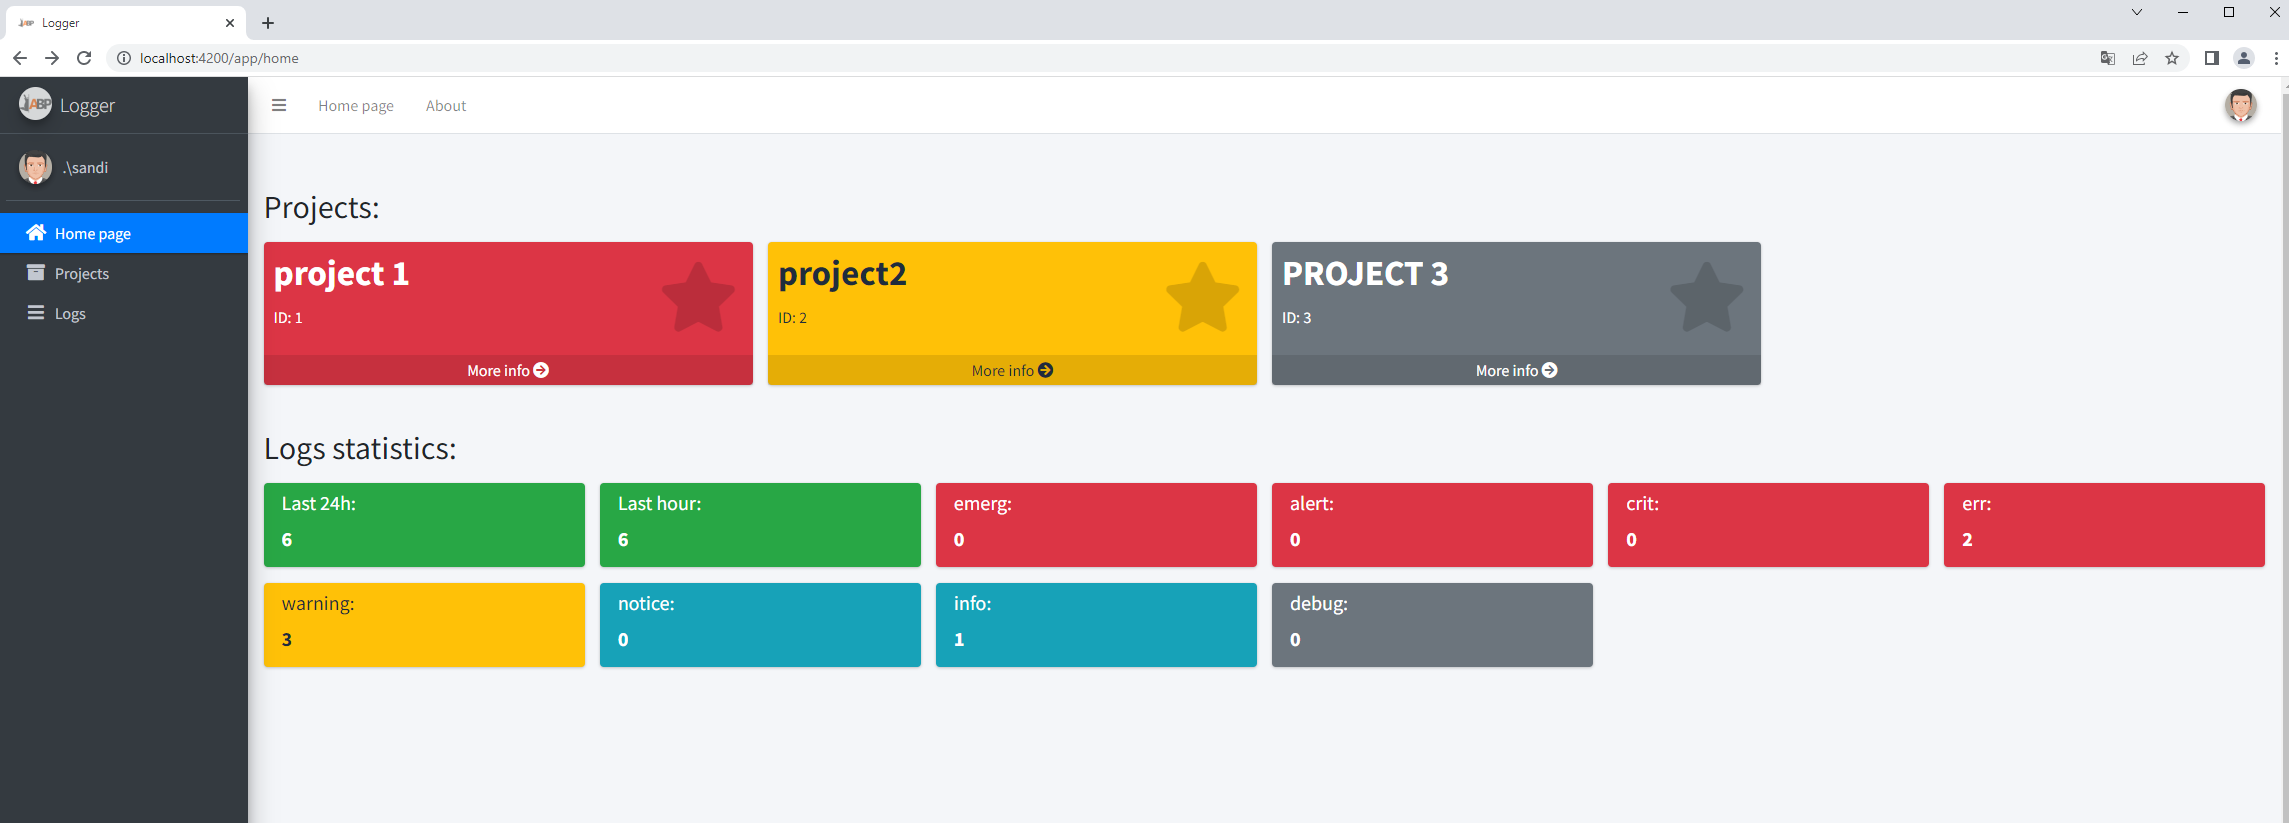 Logger
localhost:4200/app/home
ABP Logger
Home page About
.\sandi
Home page
Projects
Logs
Projects:
project 1
ID: 1
More info
project2
ID: 2
More info
PROJECT 3
ID: 3
More info
Logs statistics:
Last 24h:
6
Last hour:
6
emerg:
0
alert:
0
crit:
0
err:
2
warning:
3
notice:
0
info:
1
debug:
0